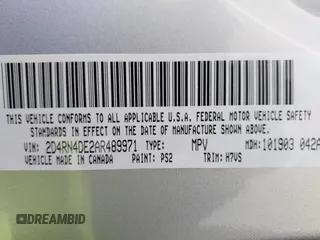 THIS VEHICLE CONFORMS TO ALL APPLICABLE U.S.A. FEDERAL MOTOR VEHICLE SAFETY
STANDARDS IN EFFECT ON THE DATE OF MANUFACTURE SHOWN ABOVE.
VIN: 2D4RN4DE2AR489971 TYPE: MPV MDH: 101903 042A
VEHICLE MADE IN CANADA PAINT: PS2 TRIM: H7VS
DREAMBID